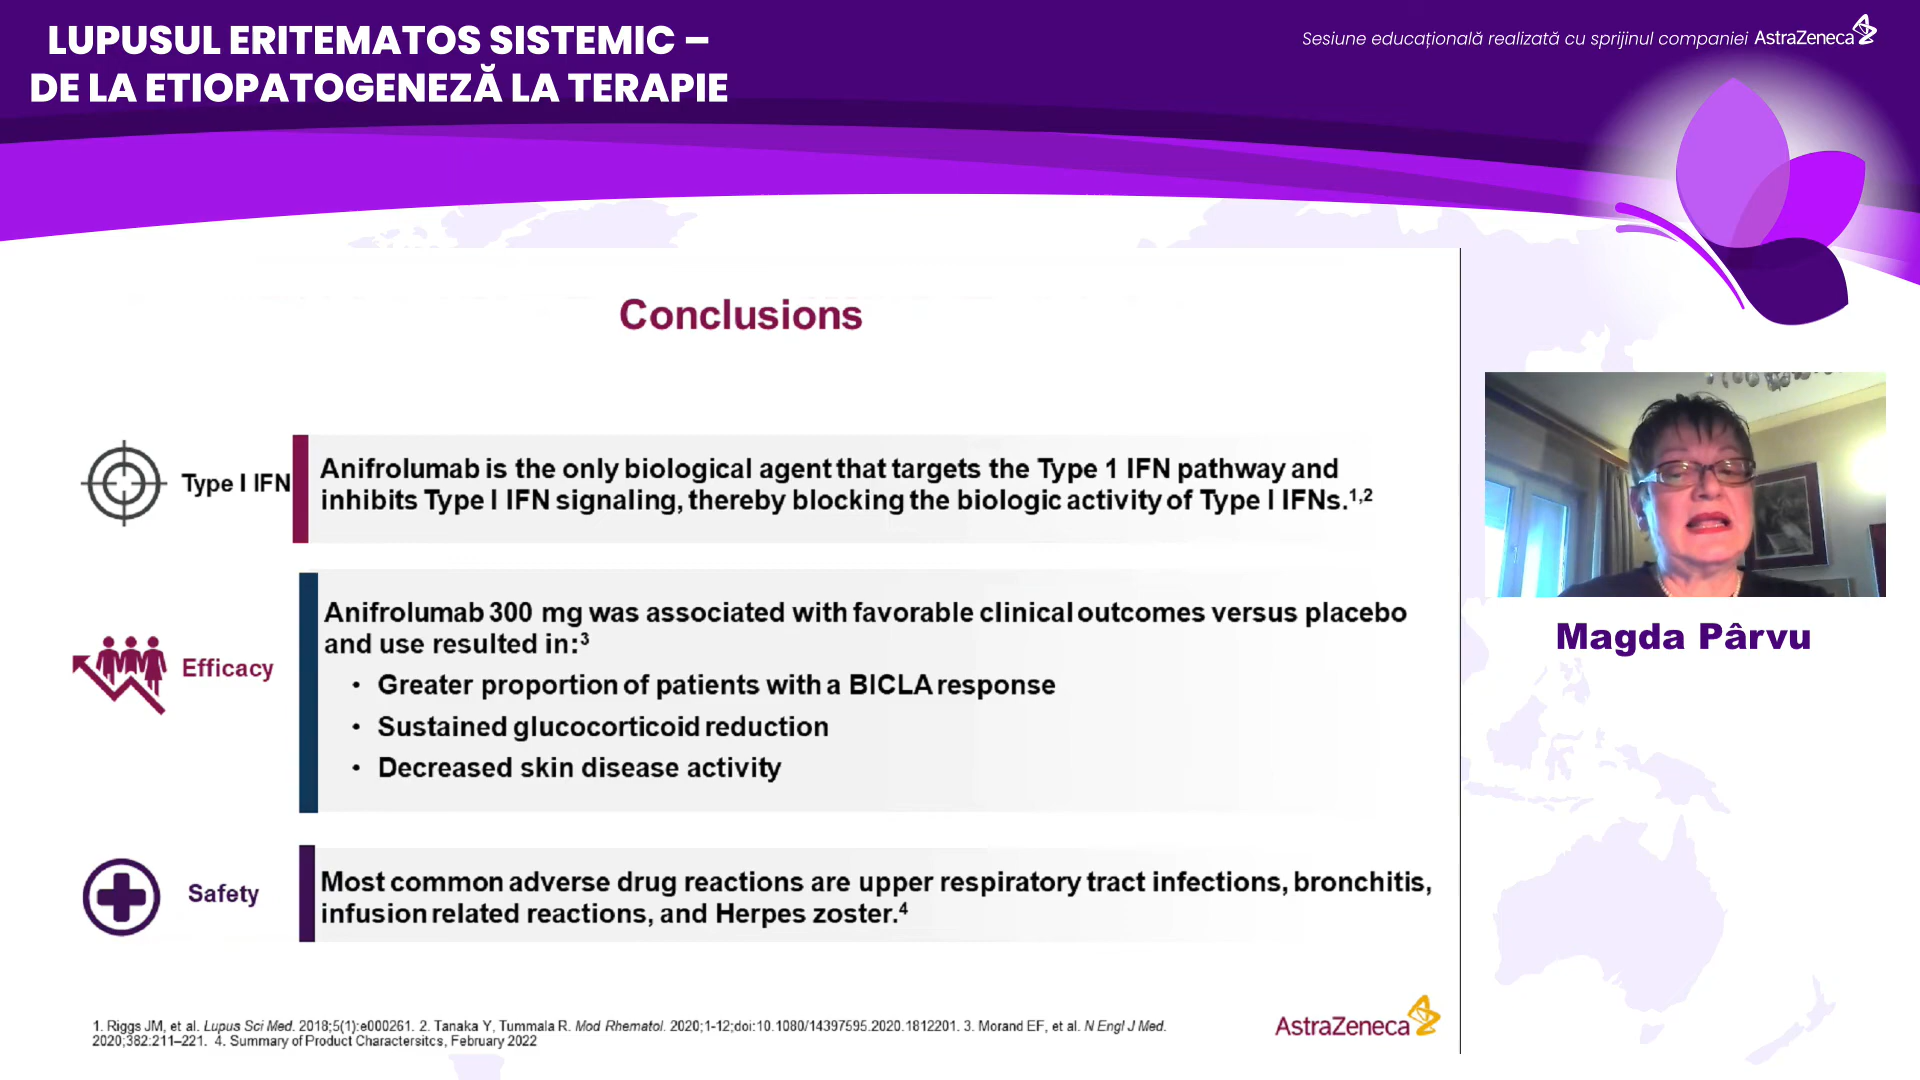 LUPUSUL ERITEMATOS SISTEMIC –
DE LA ETIOPATOGENEZĂ LA TERAPIE
Sesiune educațională realizată cu sprijinul companiei AstraZeneca
Conclusions
Type I IFN
Anifrolumab is the only biological agent that targets the Type 1 IFN pathway and
inhibits Type I IFN signaling, thereby blocking the biologic activity of Type I IFNs.1,2
Efficacy
Anifrolumab 300 mg was associated with favorable clinical outcomes versus placebo
and use resulted in:3
• Greater proportion of patients with a BICLA response
• Sustained glucocorticoid reduction
• Decreased skin disease activity
Safety
Most common adverse drug reactions are upper respiratory tract infections, bronchitis,
infusion related reactions, and Herpes zoster.4
1. Riggs JM, et al. Lupus Sci Med. 2018;5(1):e000261. 2. Tanaka Y, Tummala R. Mod Rhematol. 2020;1-12;doi:10.1080/14397595.2020.1812201. 3. Morand EF, et al. N Engl J Med.
2020;382:211–221. 4. Summary of Product Charactersitcs, February 2022
AstraZeneca
Magda Pârvu